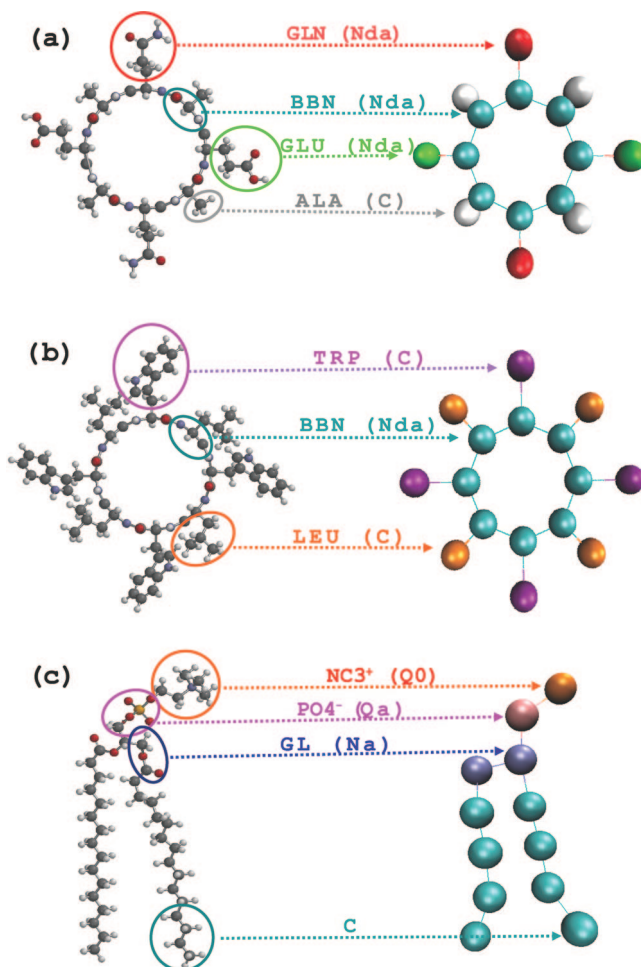 (a)
GLN (Nda)
BBN (Nda)
GLU (Nda)
ALA (C)
(b)
TRP (C)
BBN (Nda)
LEU (C)
(c)
NC3⁺ (Q0)
PO4⁻ (Qa)
GL (Na)
C